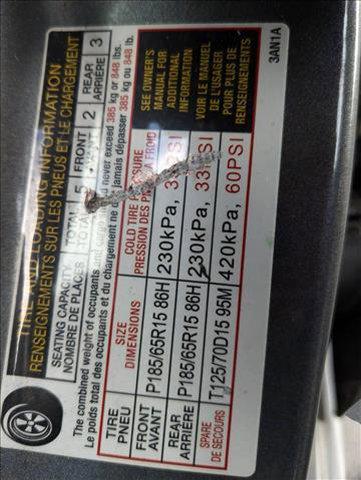 TIRE AND LOADING INFORMATION
RENSEIGNEMENTS SUR LES PNEUS ET LE CHARGEMENT
SEATING CAPACITY TOTAL 5 FRONT 2 REAR 3
NOMBRE DE PLACES TOTAL AVANT ARRIÈRE
The combined weight of occupants and never exceed 385 kg or 848 lbs.
Le poids total des occupants et du chargement ne jamais dépasser 385 kg ou 848 lb.
TIRE SIZE COLD TIRE PRESSURE
PNEU DIMENSIONS PRESSION DES À FROID
FRONT P185/65R15 86H 230kPa,
AVANT
REAR P185/65R15 86H 230kPa,
ARRIÈRE
SPARE T125/70D15 95M 420kPa, 60PSI
DE SECOURS
SEE OWNER'S
MANUAL FOR
ADDITIONAL
INFORMATION
VOIR LE MANUEL
DE L'USAGER
POUR PLUS DE
RENSEIGNEMENTS
3AN1A